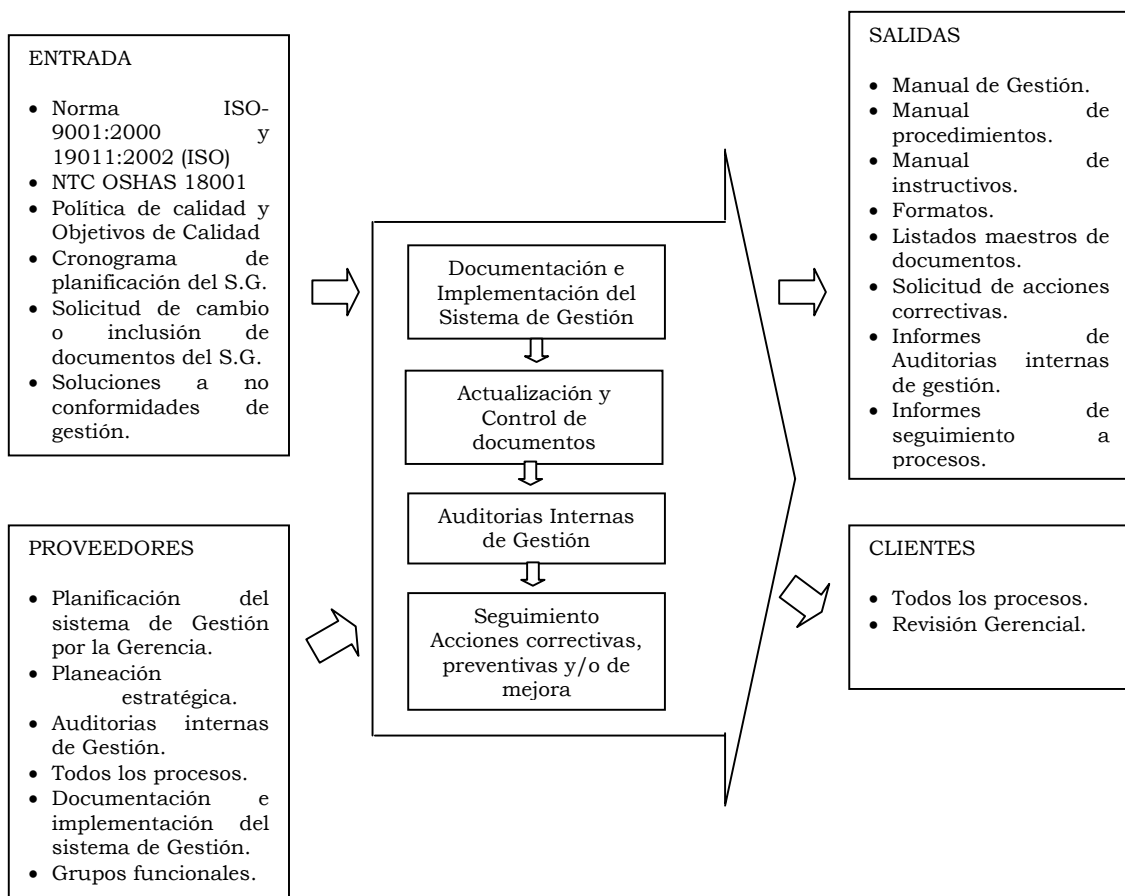 ENTRADA
• Norma ISO-
9001:2000 y
19011:2002 (ISO)
• NTC OSHAS 18001
• Política de calidad y
Objetivos de Calidad
• Cronograma de
planificación del S.G.
• Solicitud de cambio
o inclusión de
documentos del S.G.
• Soluciones a no
conformidades de
gestión.
PROVEEDORES
• Planificación del
sistema de Gestión
por la Gerencia.
• Planeación
estratégica.
• Auditorias internas
de Gestión.
• Todos los procesos.
• Documentación e
implementación del
sistema de Gestión.
• Grupos funcionales.
Documentación e
Implementación del
Sistema de Gestión
Actualización y
Control de
documentos
Auditorias Internas
de Gestión
Seguimiento
Acciones correctivas,
preventivas y/o de
mejora
SALIDAS
• Manual de Gestión.
• Manual de
procedimientos.
• Manual de
instructivos.
• Formatos.
• Listados maestros de
documentos.
• Solicitud de acciones
correctivas.
• Informes de
Auditorias internas
de gestión.
• Informes de
seguimiento a
procesos.
CLIENTES
• Todos los procesos.
• Revisión Gerencial.